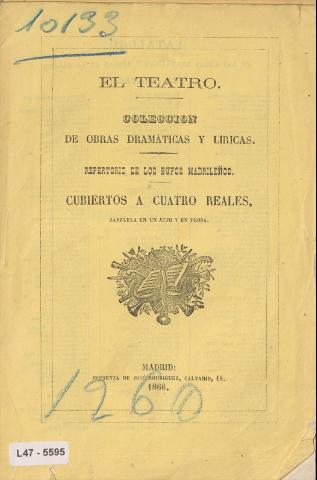 10133
EL TEATRO.
COLECCION
DE OBRAS DRAMÁTICAS Y LÍRICAS.
REPERTORIO DE LOS BUFOS MADRILEÑOS.
CUBIERTOS A CUATRO REALES,
ZARZUELA EN UN ACTO Y EN PROSA.
MADRID:
IMPRENTA DE JOSÉ RODRIGUEZ, CALVARIO, 18.
1866.
1260
L47 - 5595